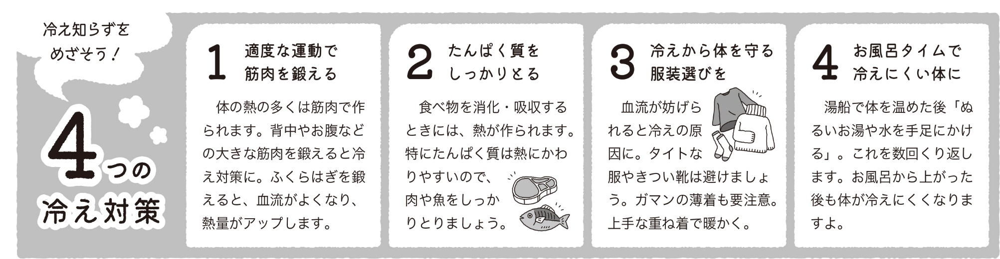 冷え知らずを
めざそう！
4つの
冷え対策
1
適度な運動で
筋肉を鍛える
体の熱の多くは筋肉で作
られます。背中やお腹など
の大きな筋肉を鍛えると冷
え対策に。ふくらはぎを鍛
えると、血流がよくなり、
熱量がアップします。
2
たんぱく質を
しっかりとる
食べ物を消化・吸収する
ときには、熱が作られます。
特にたんぱく質は熱にかわ
りやすいので、
肉や魚をしっか
りとりましょう。
3
冷えから体を守る
服装選びを
血流が妨げら
れると冷えの原
因に。タイトな
服やきつい靴は避けましょ
う。ガマンの薄着も要注意。
上手な重ね着で暖かく。
4
お風呂タイムで
冷えにくい体に
湯船で体を温めた後「ぬ
るいお湯や水を手足にかけ
る」。これを数回くり返し
ます。お風呂から上がった
後も体が冷えにくくなりま
すよ。